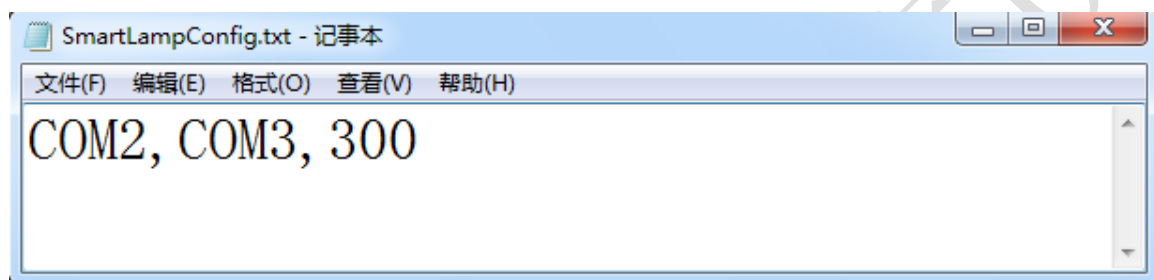 SmartLampConfig.txt - 记事本
文件(F) 编辑(E) 格式(O) 查看(V) 帮助(H)
COM2, COM3, 300